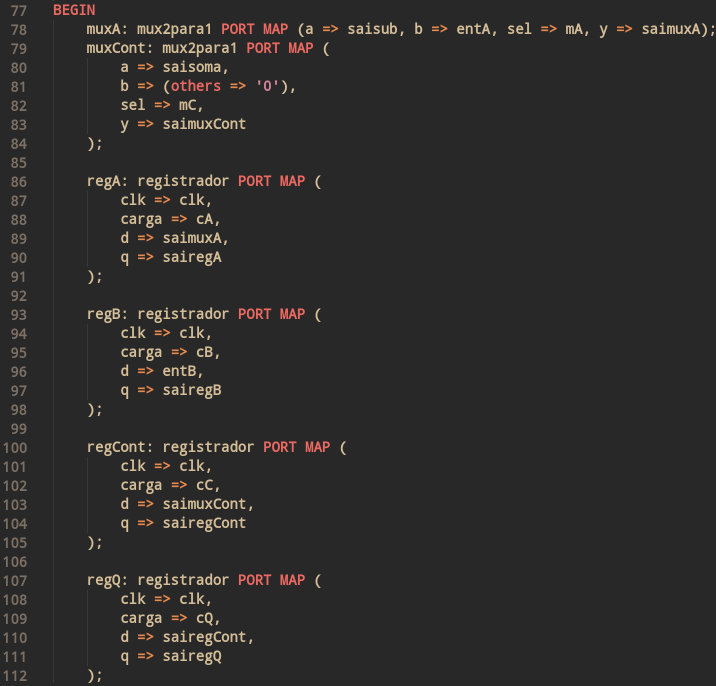 77 BEGIN
78 muxA: mux2para1 PORT MAP (a => saisub, b => entA, sel => mA, y => saimuxA);
79 muxCont: mux2para1 PORT MAP (
80 a => saisoma,
81 b => (others => '0'),
82 sel => mC,
83 y => saimuxCont
84 );
85
86 regA: registrador PORT MAP (
87 clk => clk,
88 carga => cA,
89 d => saimuxA,
90 q => sairegA
91 );
92
93 regB: registrador PORT MAP (
94 clk => clk,
95 carga => cB,
96 d => entB,
97 q => sairegB
98 );
99
100 regCont: registrador PORT MAP (
101 clk => clk,
102 carga => cC,
103 d => saimuxCont,
104 q => sairegCont
105 );
106
107 regQ: registrador PORT MAP (
108 clk => clk,
109 carga => cQ,
110 d => sairegCont,
111 q => sairegQ
112 );